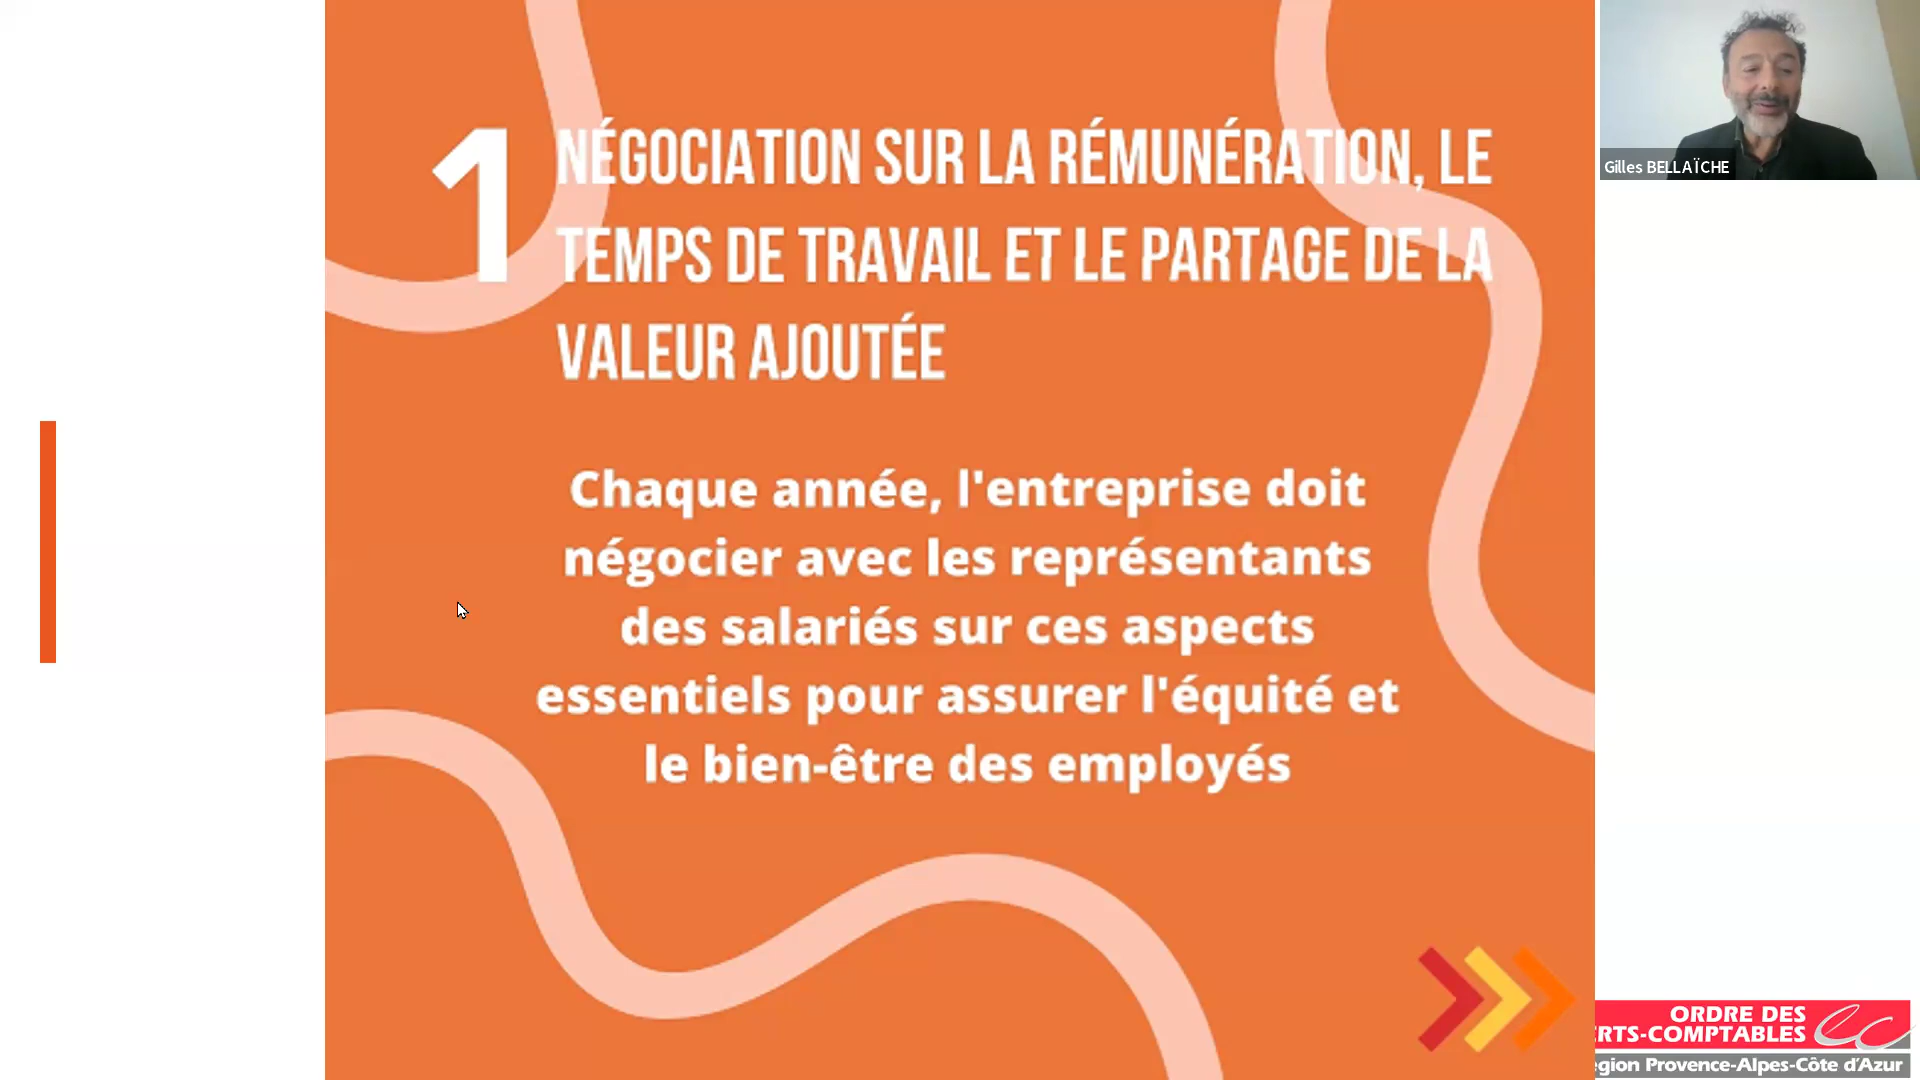 1
NÉGOCIATION SUR LA RÉMUNÉRATION, LE
TEMPS DE TRAVAIL ET LE PARTAGE DE LA
VALEUR AJOUTÉE
Chaque année, l'entreprise doit
négocier avec les représentants
des salariés sur ces aspects
essentiels pour assurer l'équité et
le bien-être des employés
Gilles BELLAÏCHE
ORDRE DES
RTS-COMPTABLES
gion Provence-Alpes-Côte d'Azur